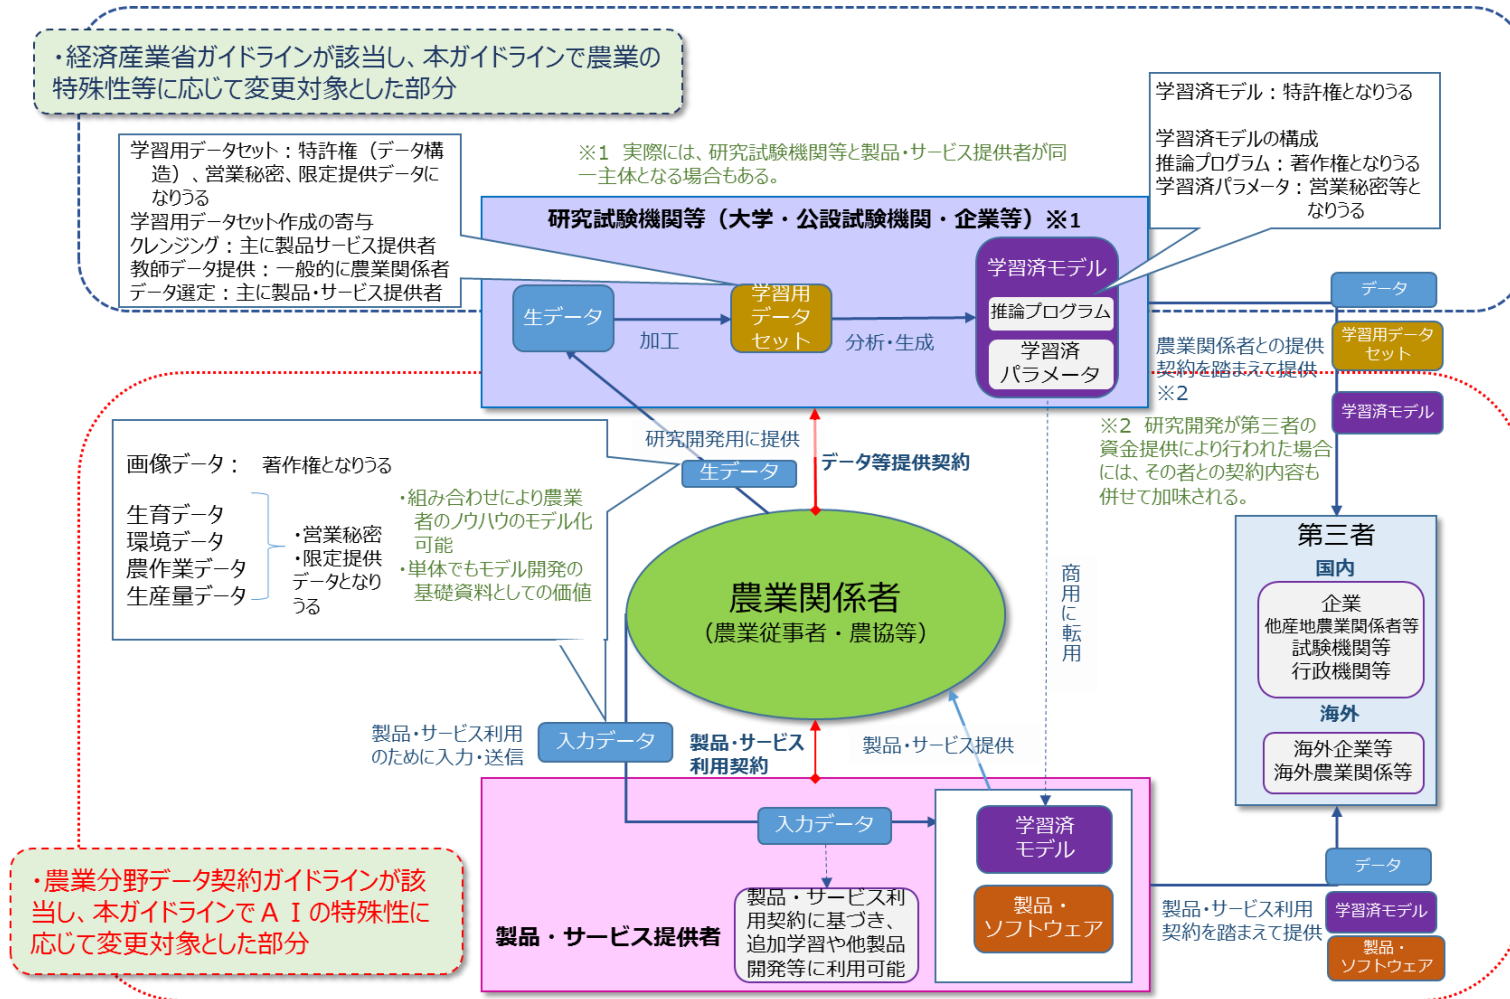 ・経済産業省ガイドラインが該当し、本ガイドラインで農業の
特殊性等に応じて変更対象とした部分
学習用データセット：特許権（データ構
造）、営業秘密、限定提供データに
なりうる
学習用データセット作成の寄与
クレンジング：主に製品サービス提供者
教師データ提供：一般的に農業関係者
データ選定：主に製品・サービス提供者
※1 実際には、研究試験機関等と製品・サービス提供者が同
一主体となる場合もある。
学習済モデル：特許権となりうる
学習済モデルの構成
推論プログラム：著作権となりうる
学習済パラメータ：営業秘密等と
なりうる
研究試験機関等（大学・公設試験機関・企業等）※1
生データ
加工
学習用
データ
セット
分析・生成
学習済モデル
推論プログラム
学習済
パラメータ
データ
学習用データ
セット
学習済モデル
農業関係者との提供
契約を踏まえて提供
※2
※2 研究開発が第三者の
資金提供により行われた場合
には、その者との契約内容も
併せて加味される。
研究開発用に提供
生データ
データ等提供契約
画像データ： 著作権となりうる
生育データ
環境データ
農作業データ
生産量データ
・営業秘密
・限定提供
データとなり
うる
・組み合わせにより農業
者のノウハウのモデル化
可能
・単体でもモデル開発の
基礎資料としての価値
農業関係者
（農業従事者・農協等）
商用に転用
第三者
国内
企業
他産地農業関係者等
試験機関等
行政機関等
海外
海外企業等
海外農業関係等
製品・サービス利用
のために入力・送信
入力データ
製品・サービス
利用契約
製品・サービス提供
入力データ
学習済
モデル
製品・
ソフトウェア
製品・サービス利
用契約に基づき、
追加学習や他製品
開発等に利用可能
製品・サービス提供者
・農業分野データ契約ガイドラインが該
当し、本ガイドラインでＡＩの特殊性に
応じて変更対象とした部分
製品・サービス利用
契約を踏まえて提供
データ
学習済モデル
製品・
ソフトウェア